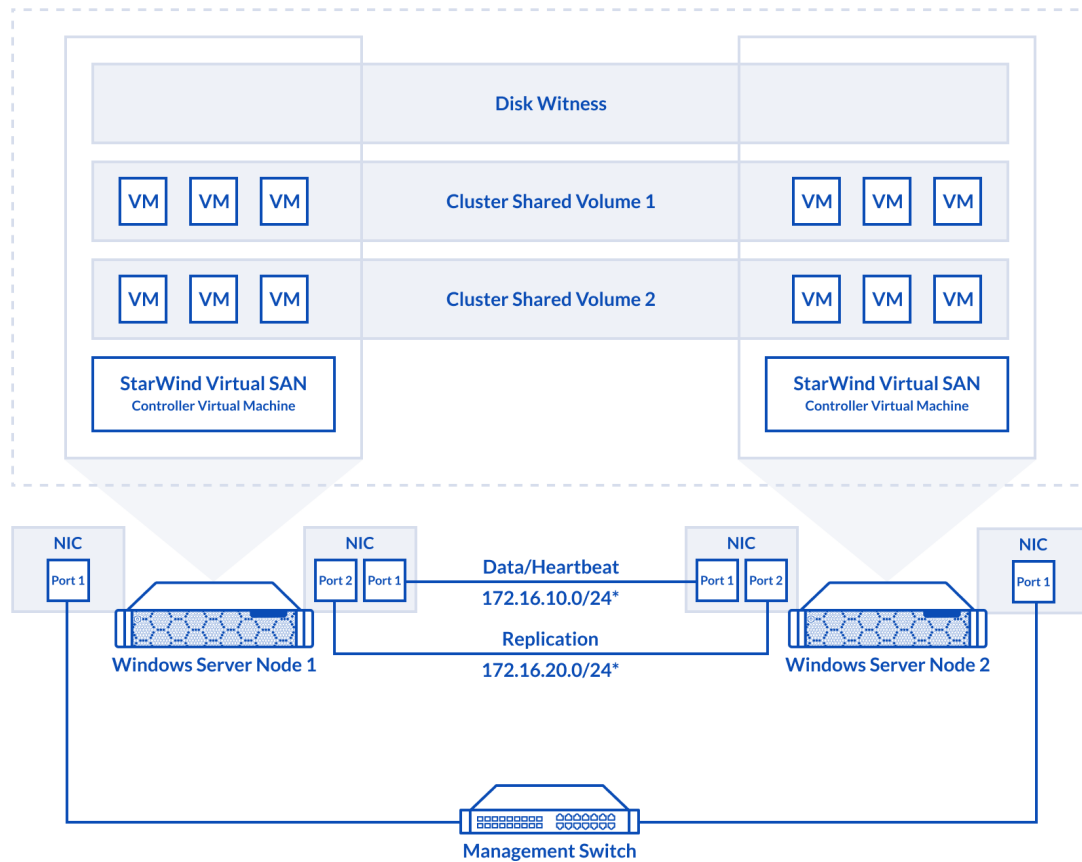 Disk Witness
VM VM VM Cluster Shared Volume 1 VM VM VM
VM VM VM Cluster Shared Volume 2 VM VM VM
StarWind Virtual SAN
Controller Virtual Machine
StarWind Virtual SAN
Controller Virtual Machine
NIC
Port 1
NIC
Port 2 Port 1
Data/Heartbeat
172.16.10.0/24*
Replication
172.16.20.0/24*
NIC
Port 1 Port 2
NIC
Port 1
Windows Server Node 1
Windows Server Node 2
Management Switch